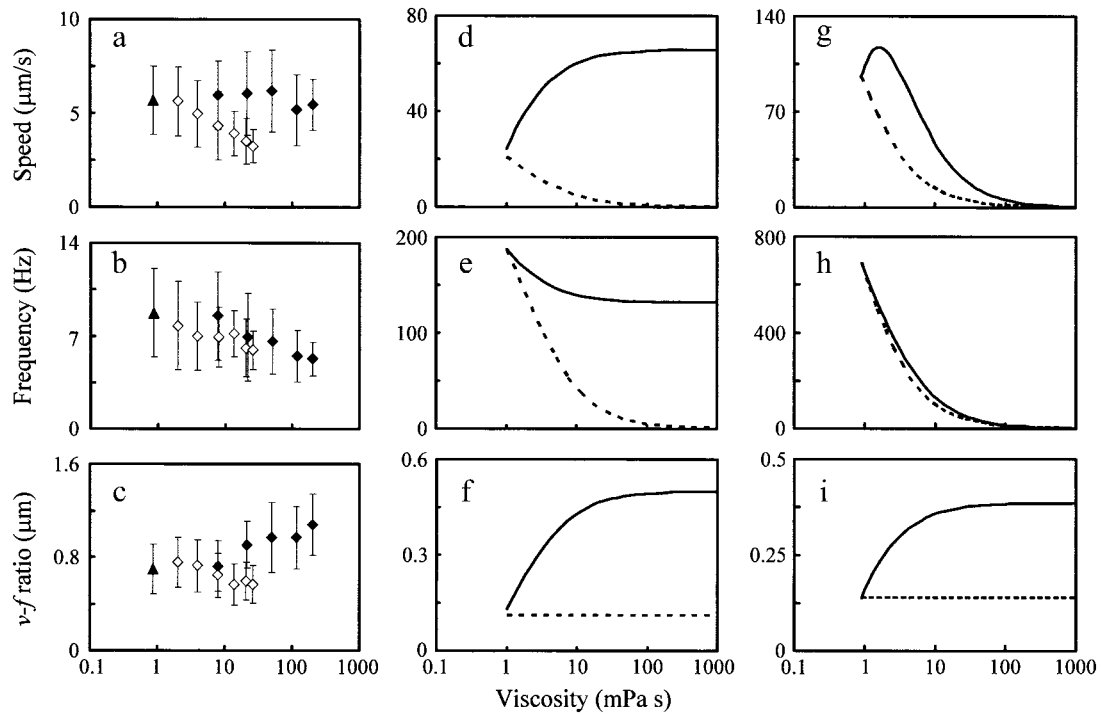 10
a
5
0
Speed (μm/s)
80
d
60
40
20
0
140
g
70
0
14
b
7
0
Frequency (Hz)
200
e
100
0
800
h
400
0
1.6
c
0.8
0
v-f ratio (μm)
0.6
f
0.3
0
0.5
i
0.25
0
0.1 1 10 100 1000
0.1 1 10 100 1000
0.1 1 10 100 1000
Viscosity (mPa s)